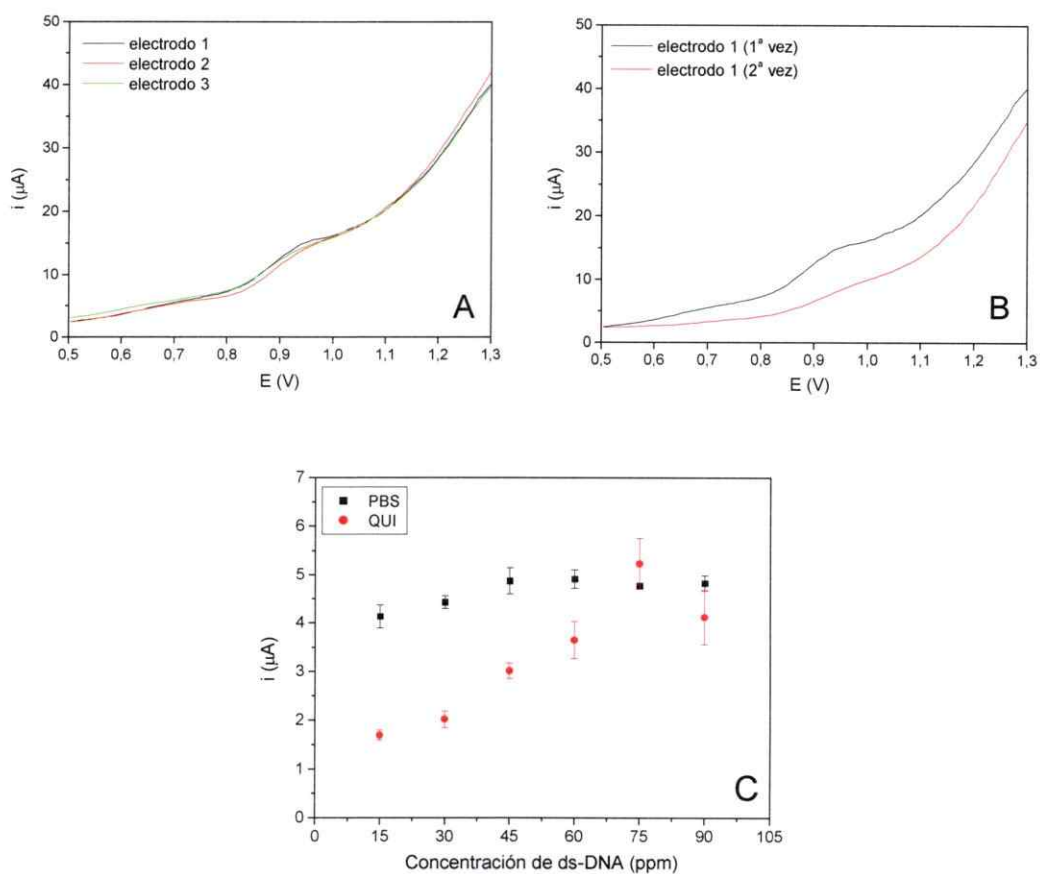 50
40
30
20
10
0
i (µA)
electrodo 1
electrodo 2
electrodo 3
A
0,5 0,6 0,7 0,8 0,9 1,0 1,1 1,2 1,3
E (V)
50
40
30
20
10
0
i (µA)
electrodo 1 (1ª vez)
electrodo 1 (2ª vez)
B
0,5 0,6 0,7 0,8 0,9 1,0 1,1 1,2 1,3
E (V)
7
6
5
4
3
2
1
0
i (µA)
PBS
QUI
C
0 15 30 45 60 75 90 105
Concentración de ds-DNA (ppm)